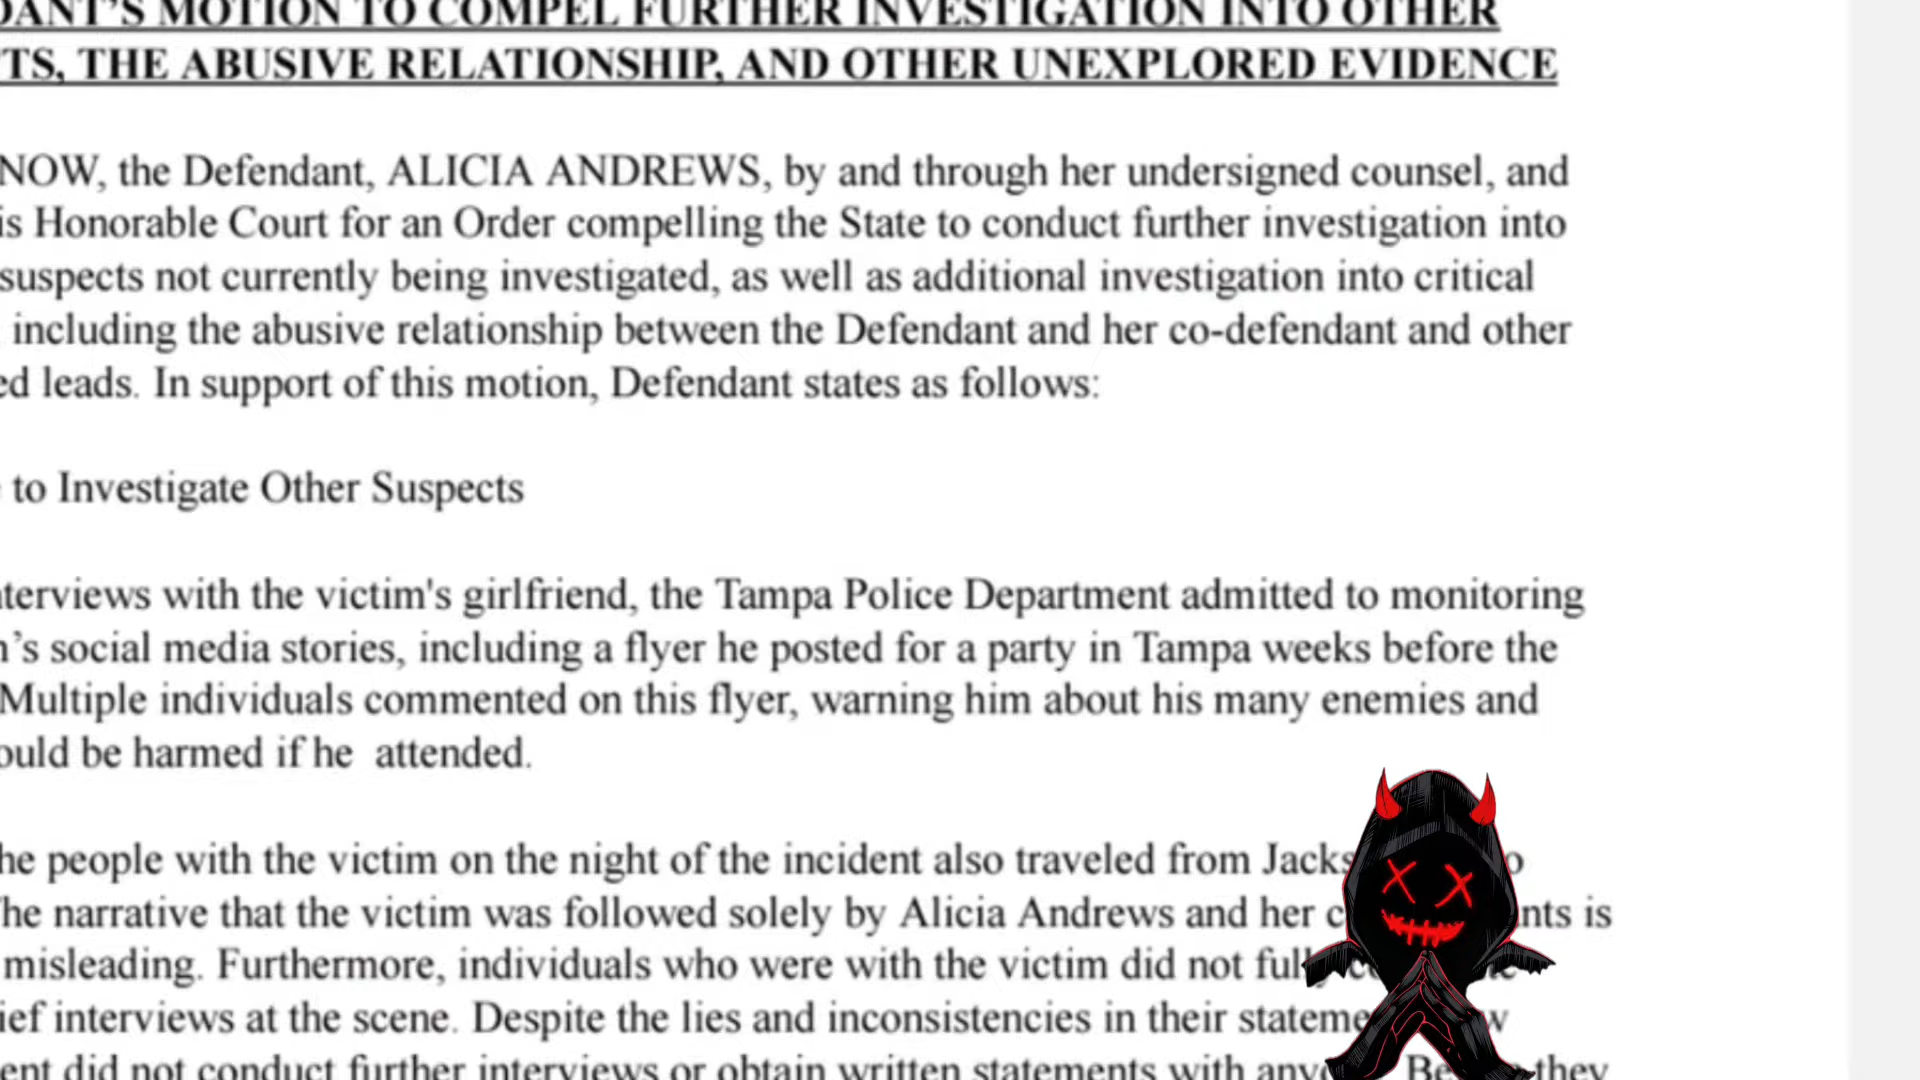 DANT'S MOTION TO COMPEL FURTHER INVESTIGATION INTO OTHER
TS, THE ABUSIVE RELATIONSHIP, AND OTHER UNEXPLORED EVIDENCE
NOW, the Defendant, ALICIA ANDREWS, by and through her undersigned counsel, and
is Honorable Court for an Order compelling the State to conduct further investigation into
suspects not currently being investigated, as well as additional investigation into critical
including the abusive relationship between the Defendant and her co-defendant and other
ed leads. In support of this motion, Defendant states as follows:
to Investigate Other Suspects
terviews with the victim's girlfriend, the Tampa Police Department admitted to monitoring
's social media stories, including a flyer he posted for a party in Tampa weeks before the
Multiple individuals commented on this flyer, warning him about his many enemies and
ould be harmed if he attended.
he people with the victim on the night of the incident also traveled from Jacks o
he narrative that the victim was followed solely by Alicia Andrews and her c nts is
misleading. Furthermore, individuals who were with the victim did not full
ief interviews at the scene. Despite the lies and inconsistencies in their stateme w
ent did not conduct further interviews or obtain written statements with anyo Be they